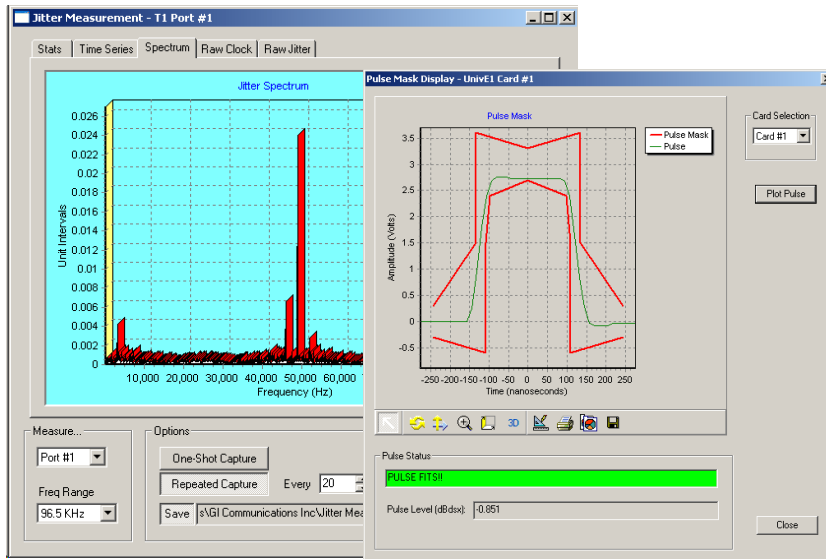 Jitter Measurement - T1 Port #1
Stats Time Series Spectrum Raw Clock Raw Jitter
Jitter Spectrum
0.026
0.024
0.022
0.02
0.018
0.016
0.014
0.012
0.01
0.008
0.006
0.004
0.002
0
Unit Intervals
10,000 20,000 30,000 40,000 50,000 60,000
Frequency (Hz)
Measure...
Port #1
Freq Range
96.5 KHz
Options
One-Shot Capture
Repeated Capture Every 20
Save s\Gl Communications Inc\Jitter Mea
Pulse Mask Display - UnivE1 Card #1
Pulse Mask
3.5
3
2.5
2
1.5
1
0.5
0
-0.5
Amplitude (Volts)
-250 -200 -150 -100 -50 0 50 100 150 200 250
Time (nanoseconds)
Pulse Mask
Pulse
Card Selection
Card #1
Plot Pulse
3D
Pulse Status
PULSE FITS!!
Pulse Level (dBdsx): -0.851
Close